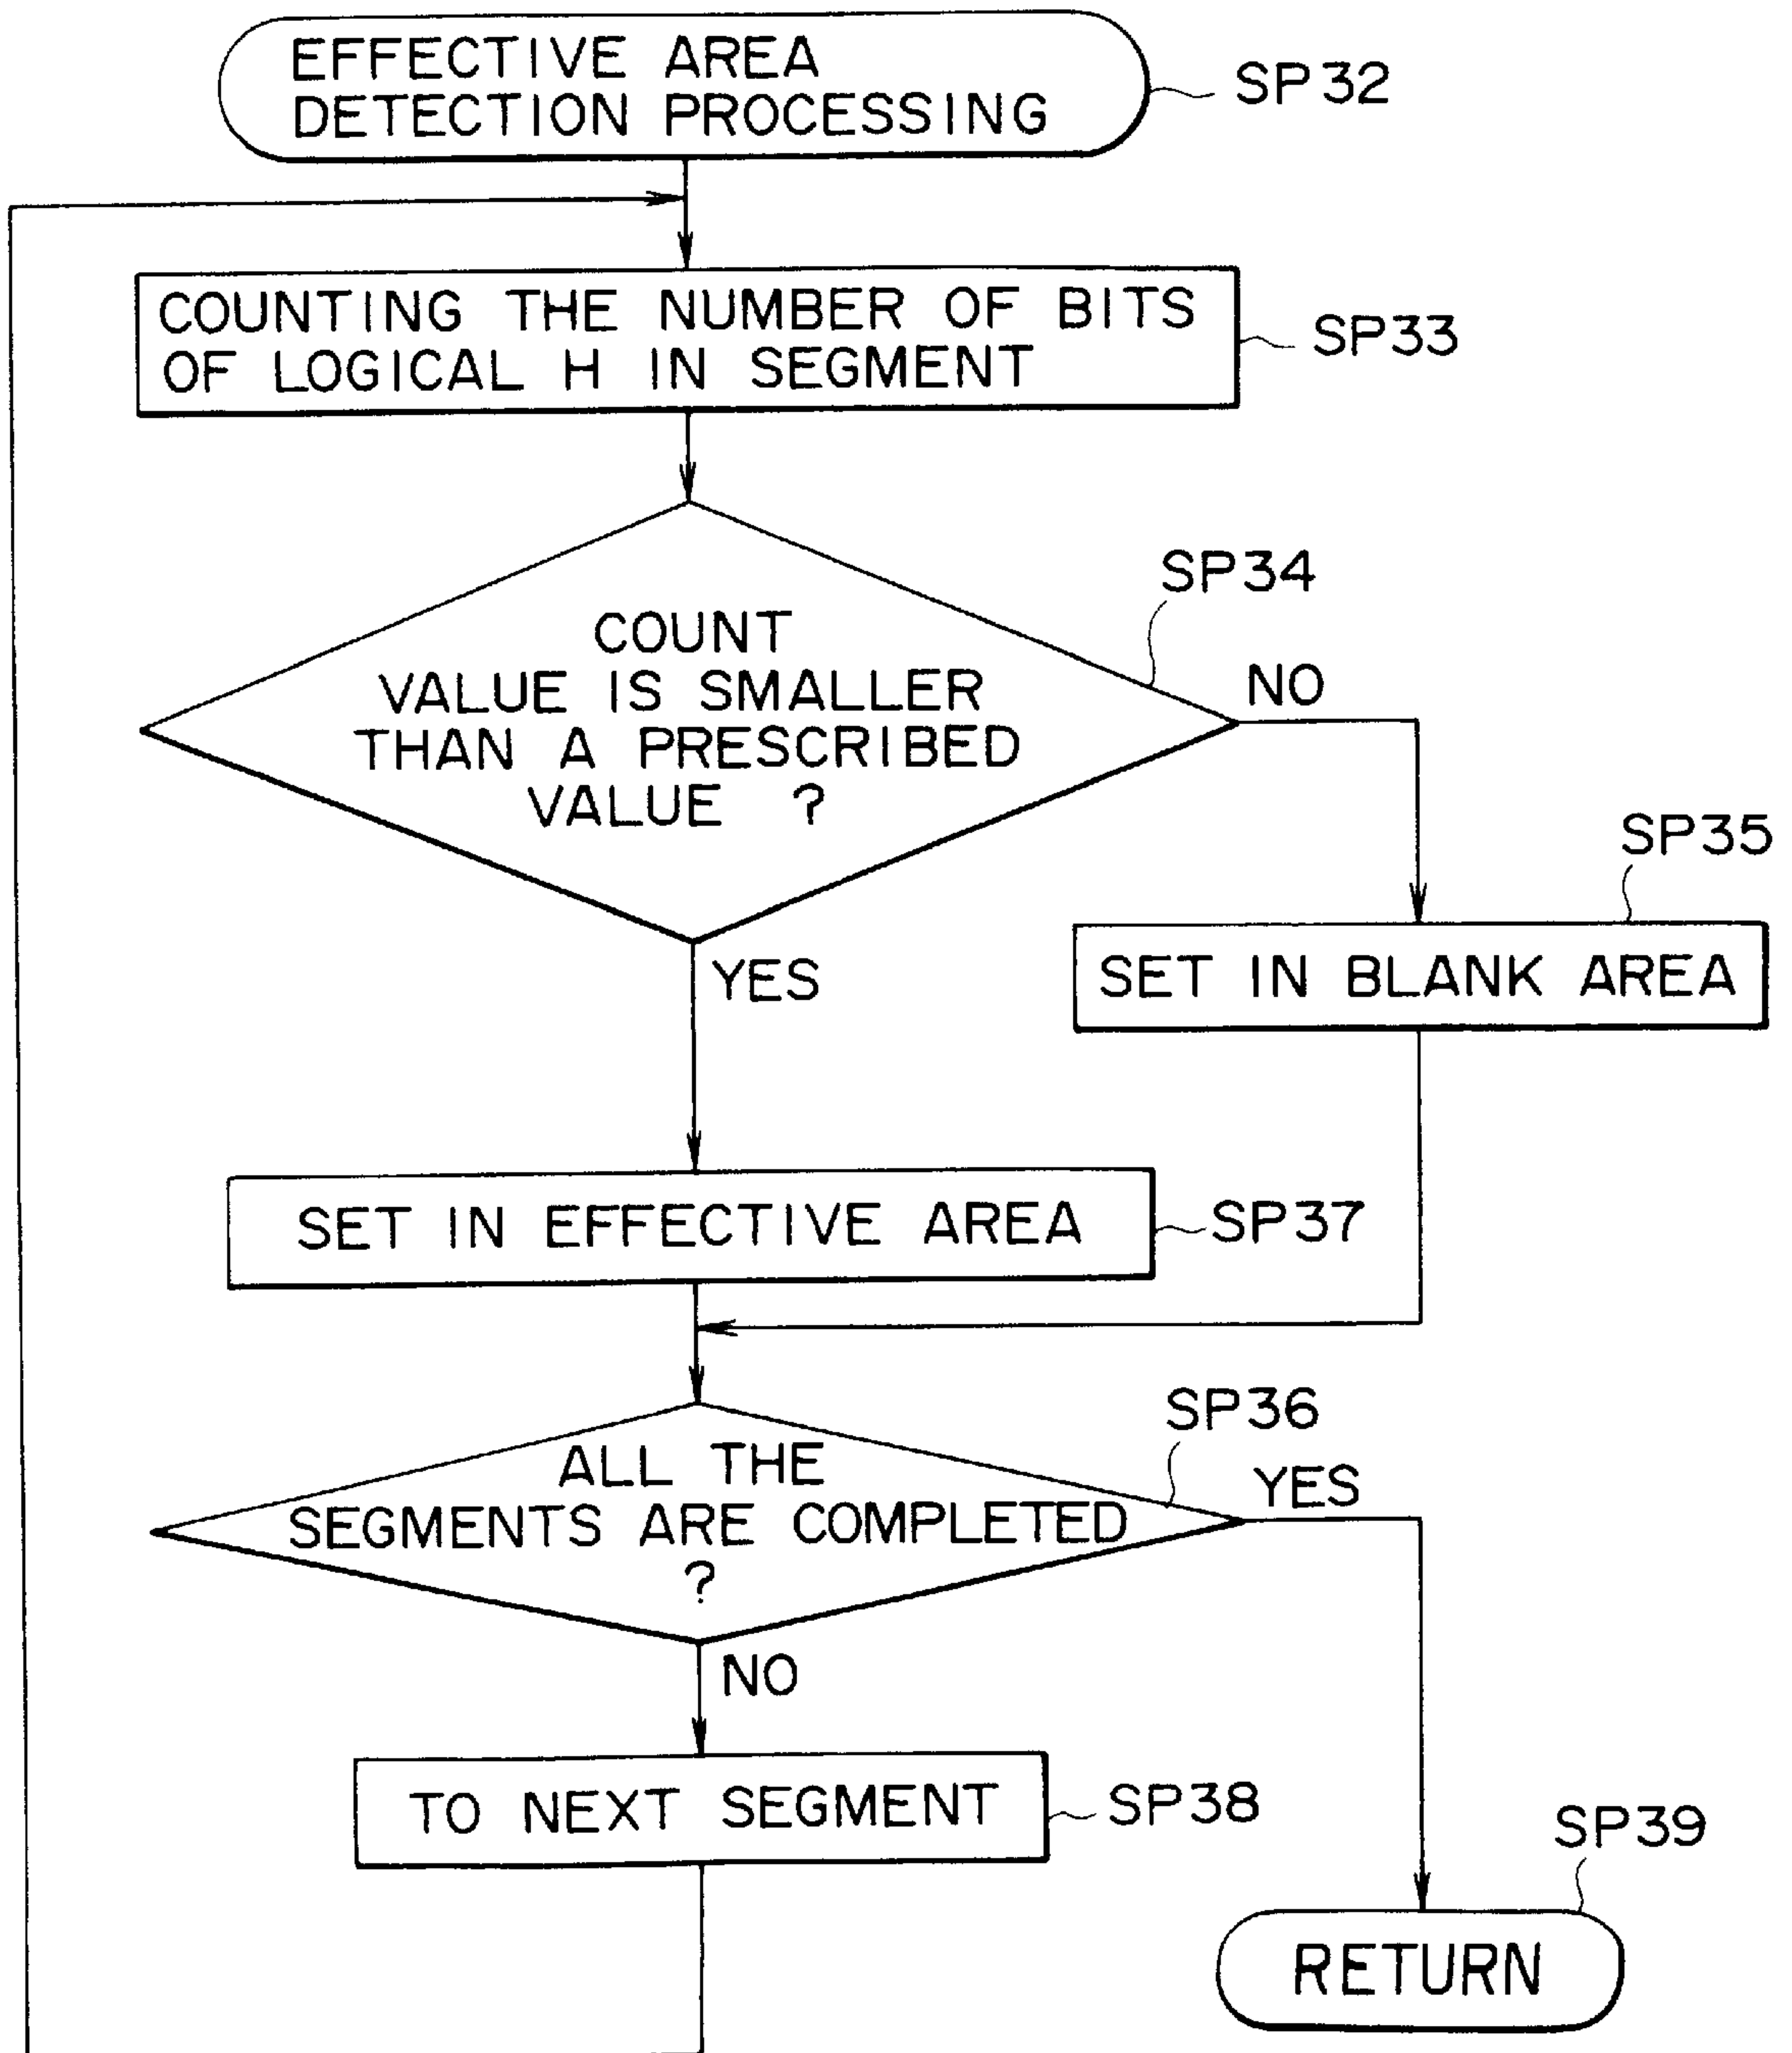 EFFECTIVE AREA
DETECTION PROCESSING
SP32
COUNTING THE NUMBER OF BITS
OF LOGICAL H IN SEGMENT
SP33
SP34
COUNT
VALUE IS SMALLER
THAN A PRESCRIBED
VALUE ?
NO
YES
SP35
SET IN BLANK AREA
SET IN EFFECTIVE AREA
SP37
SP36
ALL THE
SEGMENTS ARE COMPLETED
?
YES
NO
TO NEXT SEGMENT
SP38
SP39
RETURN